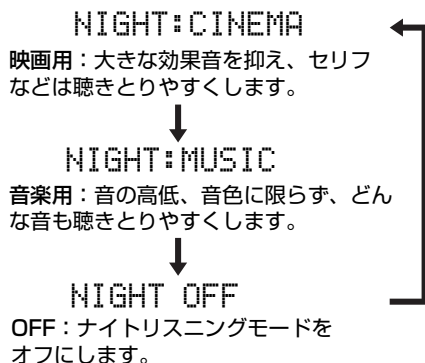 NIGHT:CINEMA
映画用：大きな効果音を抑え、セリフ
などは聴きとりやすくします。
NIGHT:MUSIC
音楽用：音の高低、音色に限らず、どん
な音も聴きとりやすくします。
NIGHT OFF
OFF：ナイトリスニングモードを
オフにします。